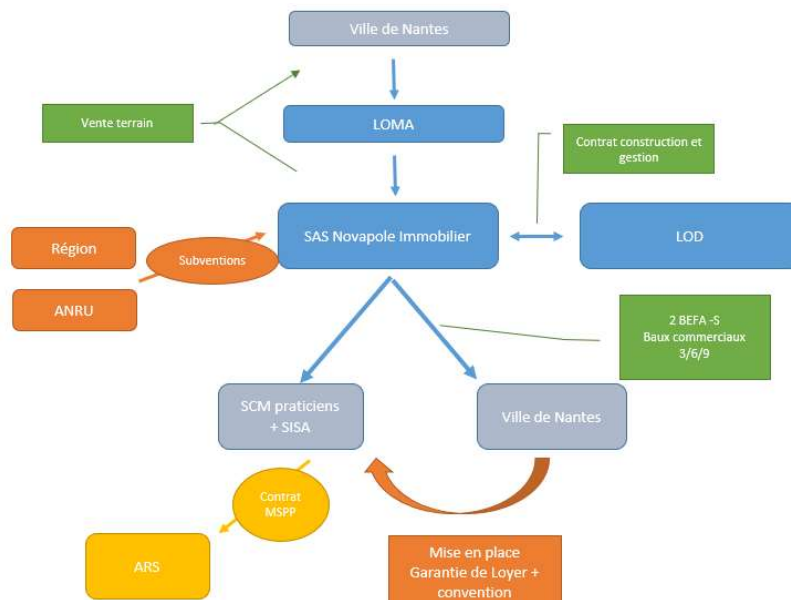 Ville de Nantes
Vente terrain
LOMA
Contrat construction et
gestion
Région
Subventions
SAS Novapole Immobilier
LOD
ANRU
2 BEFA -S
Baux commerciaux
3/6/9
SCM praticiens
+ SISA
Ville de Nantes
Contrat
MSPP
ARS
Mise en place
Garantie de Loyer +
convention